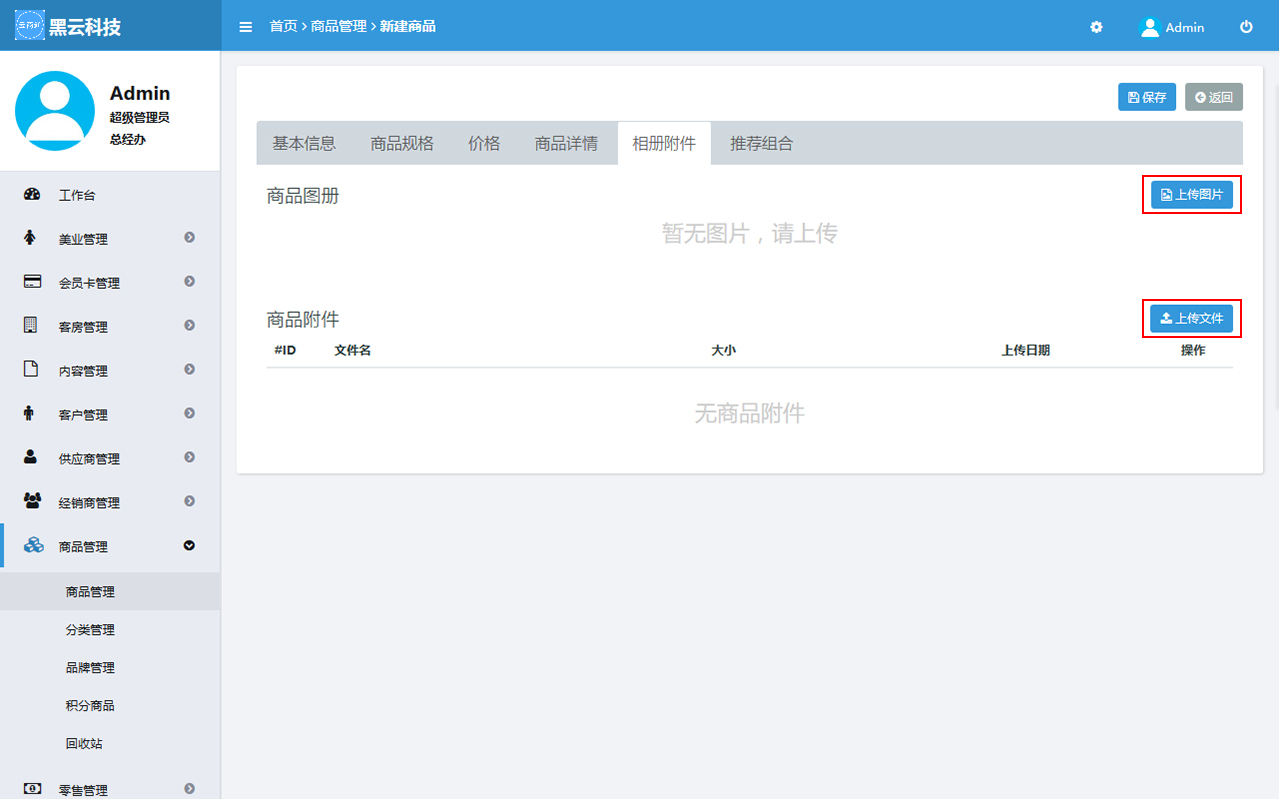 黑云科技
首页 > 商品管理 > 新建商品
Admin
Admin
超级管理员
总经办
保存
返回
基本信息 商品规格 价格 商品详情 相册附件 推荐组合
商品图册
上传图片
暂无图片，请上传
商品附件
上传文件
#ID 文件名 大小 上传日期 操作
无商品附件
工作台
美业管理
会员卡管理
客房管理
内容管理
客户管理
供应商管理
经销商管理
商品管理
商品管理
分类管理
品牌管理
积分商品
回收站
零售管理